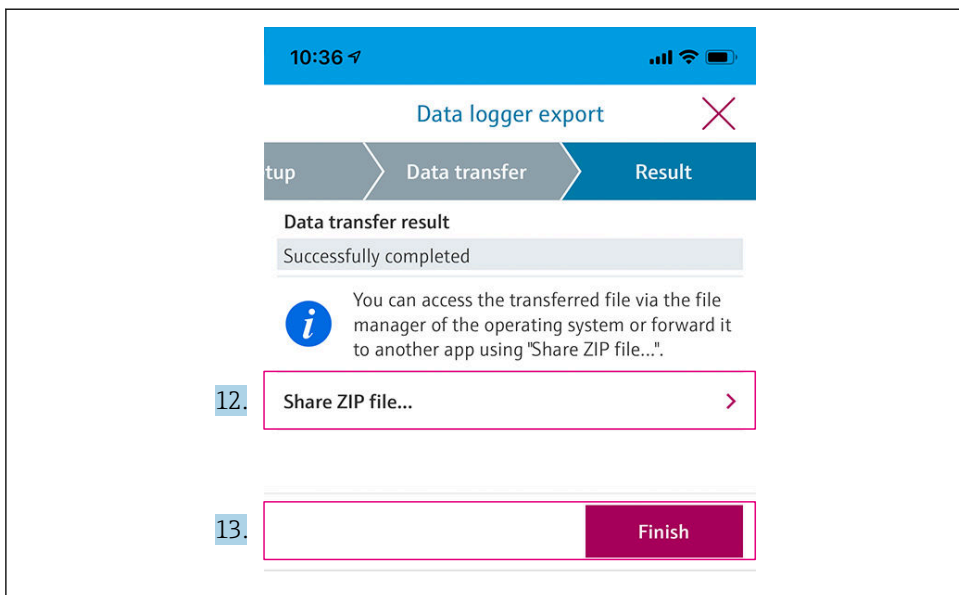 10:36
Data logger export
tup
Data transfer
Result
Data transfer result
Successfully completed
You can access the transferred file via the file
manager of the operating system or forward it
to another app using "Share ZIP file...".
12.
Share ZIP file...
13.
Finish